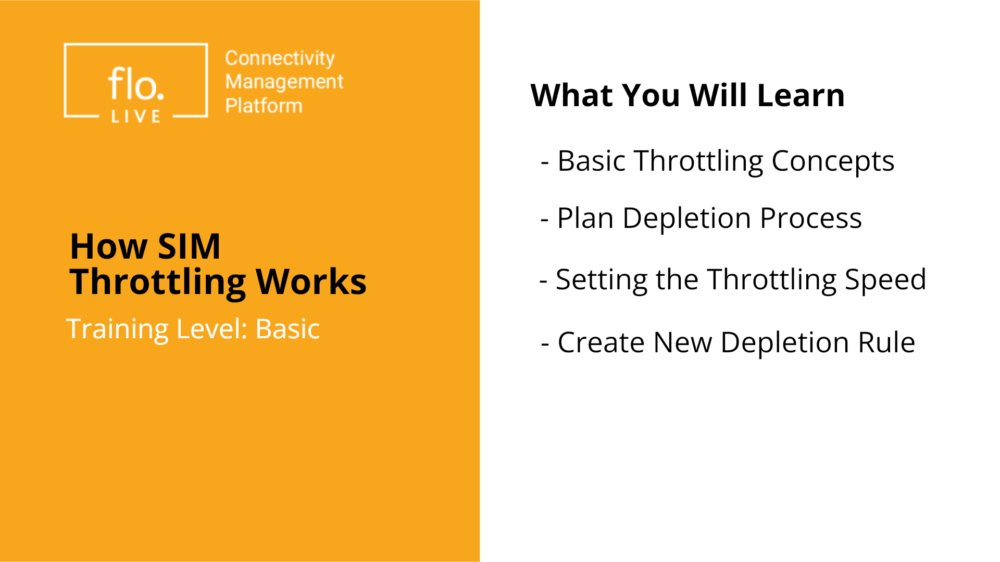 flo.
LIVE
Connectivity
Management
Platform
How SIM
Throttling Works
Training Level: Basic
What You Will Learn
- Basic Throttling Concepts
- Plan Depletion Process
- Setting the Throttling Speed
- Create New Depletion Rule